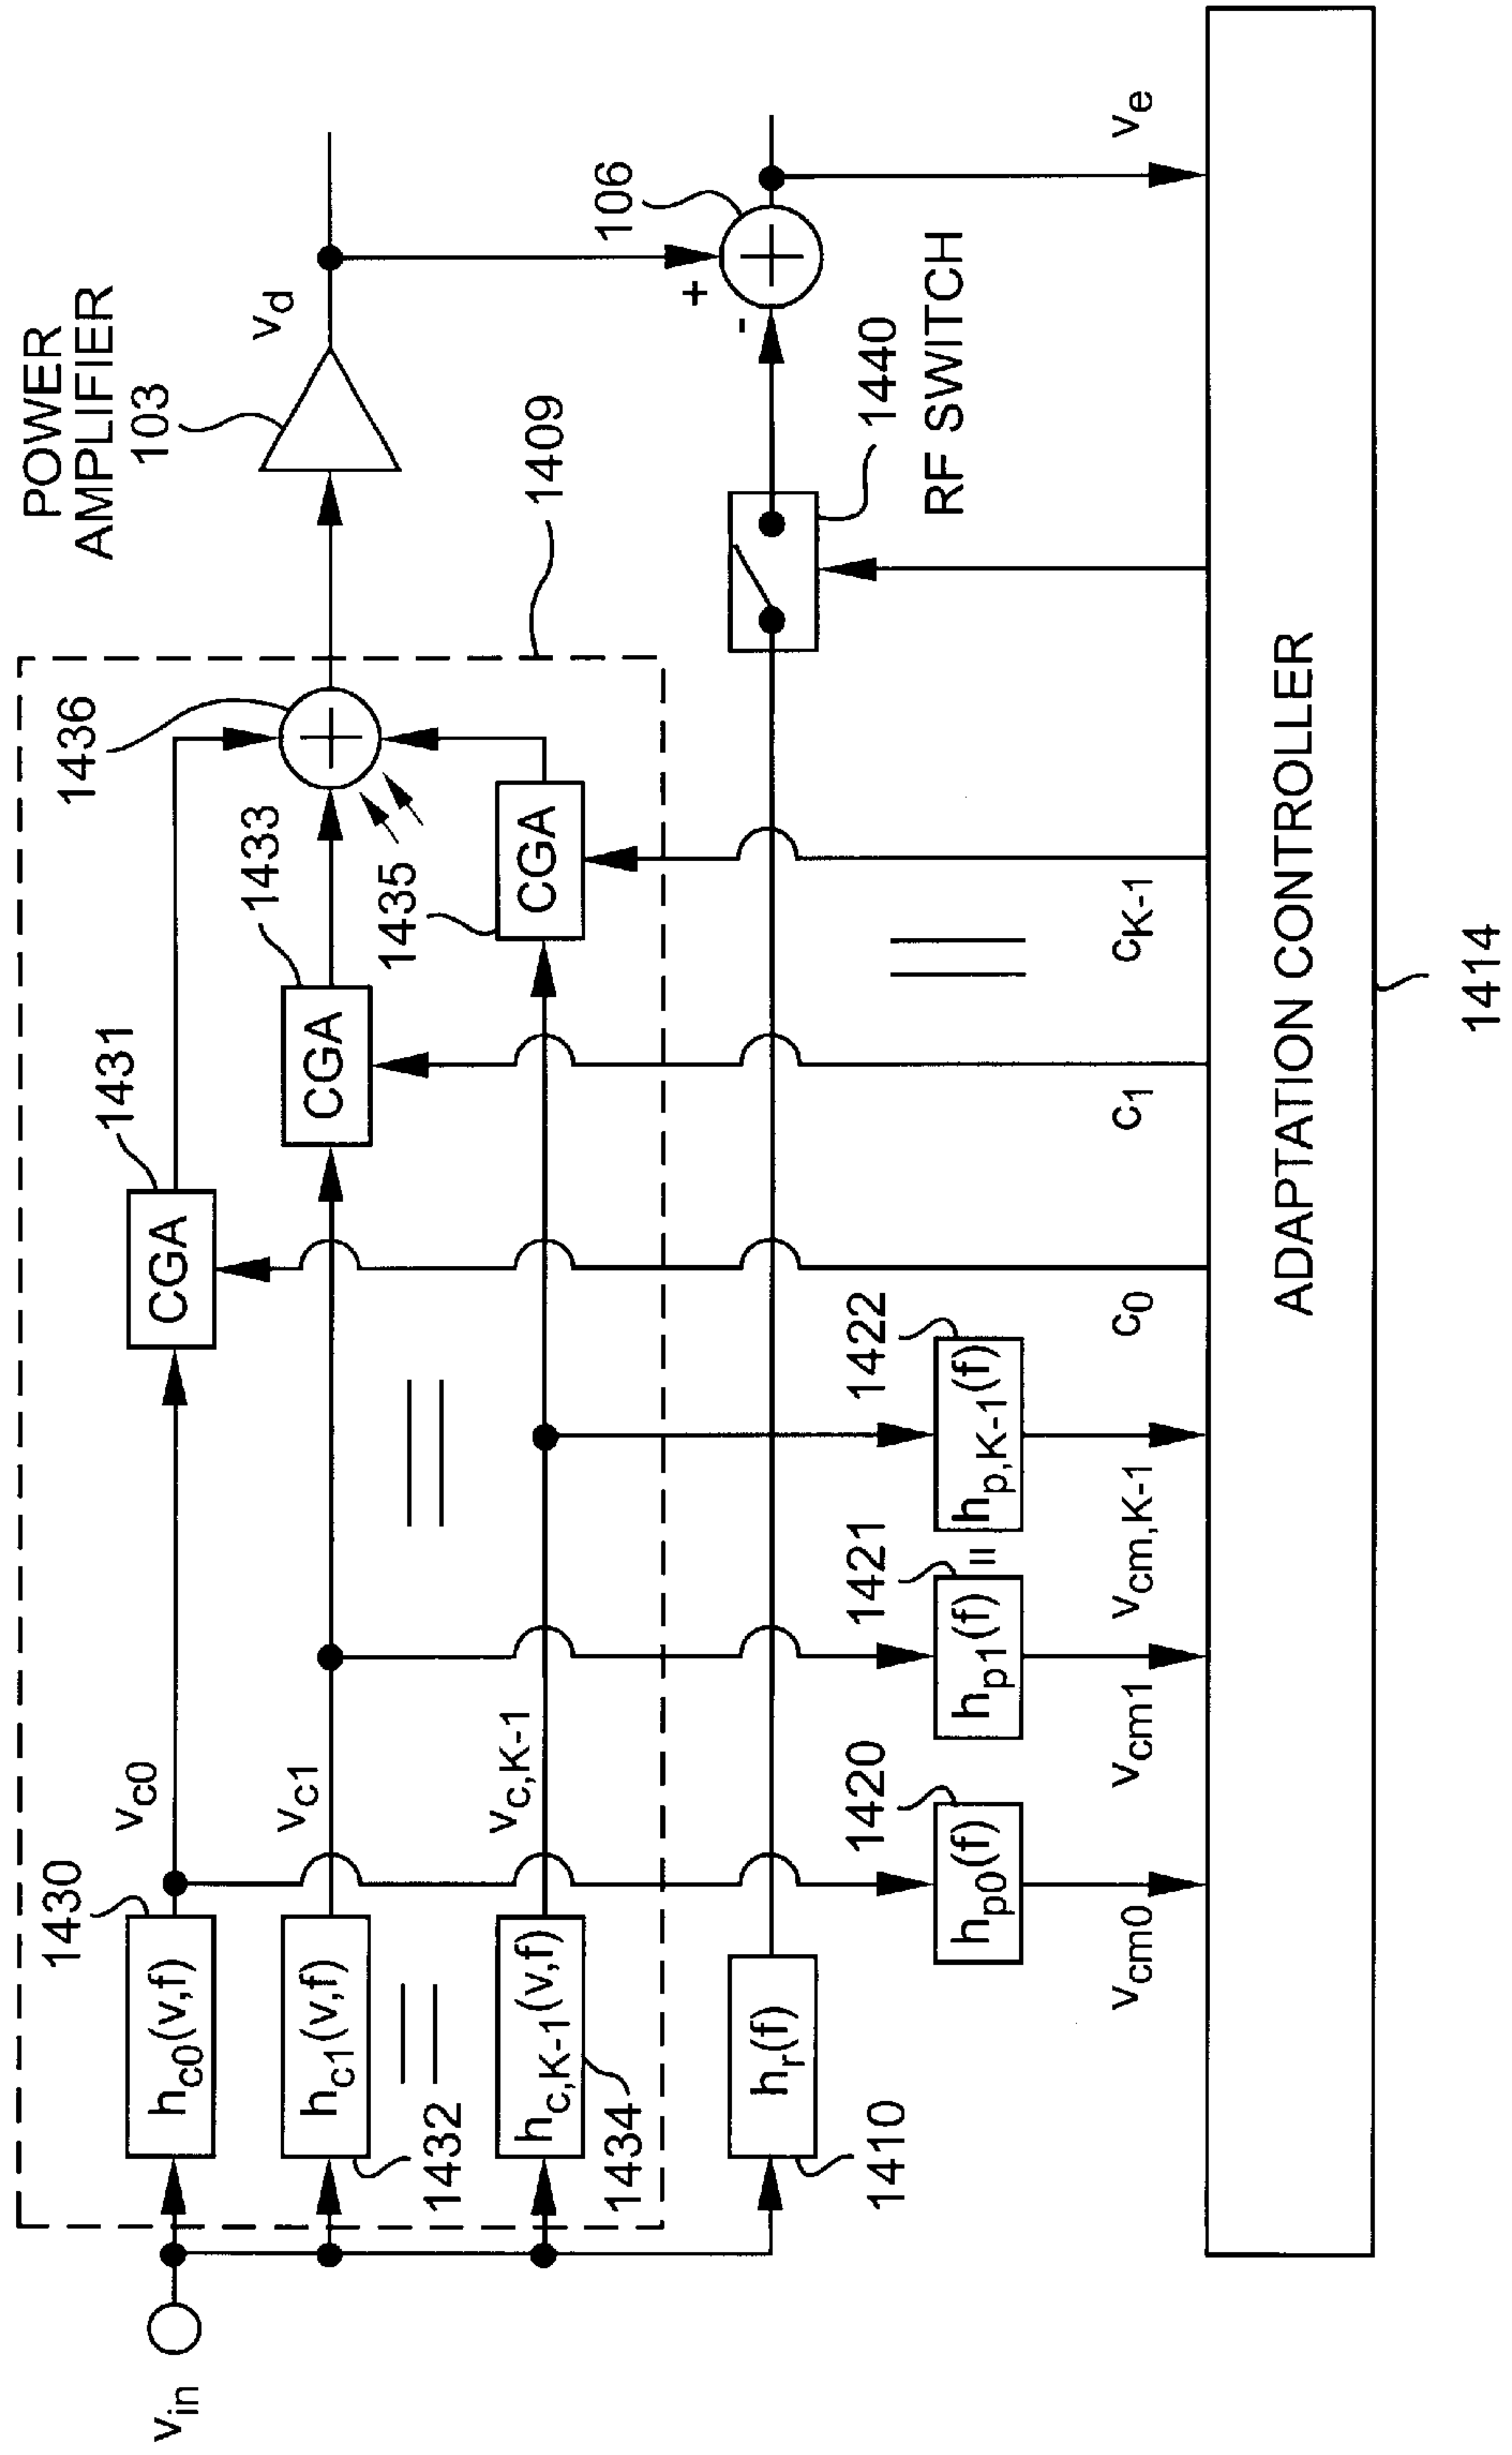 POWER
AMPLIFIER
103
1436
v_d
1431
1433
1409
106
1430
v_c0
CGA
v_in
h_c0(v,f)
v_c1
CGA
1435
+
-
h_c1(v,f)
v_c,K-1
CGA
1432
h_c,K-1(v,f)
1434
1440
RF SWITCH
h_r(f)
1410
1420
1421
1422
h_p0(f)
h_p1(f)
h_p,K-1(f)
v_cm0
v_cm1
v_cm,K-1
c_0
c_1
c_K-1
v_e
ADAPTATION CONTROLLER
1414